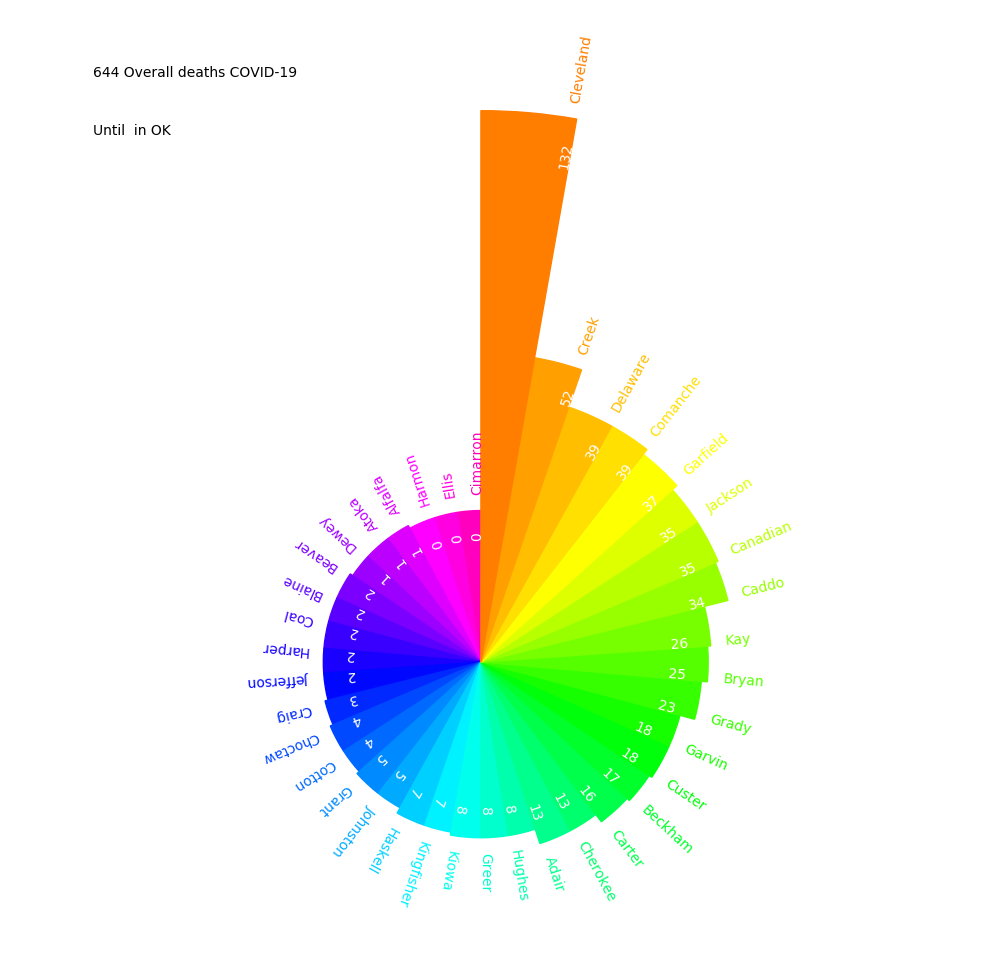 644 Overall deaths COVID-19
Until  in OK
Cleveland
132
Creek
52
Delaware
39
Comanche
39
Garfield
37
Jackson
35
Canadian
35
Caddo
34
Kay
26
Bryan
25
Grady
23
Garvin
18
Custer
18
Beckham
17
Carter
16
Cherokee
13
Adair
13
Hughes
8
Greer
8
Kiowa
8
Kingfisher
7
Haskell
7
Johnston
5
Grant
5
Cotton
4
Choctaw
4
Craig
3
Jefferson
2
Harper
2
Coal
2
Blaine
2
Beaver
2
Dewey
1
Atoka
1
Alfalfa
1
Harmon
0
Ellis
0
Cimarron
0